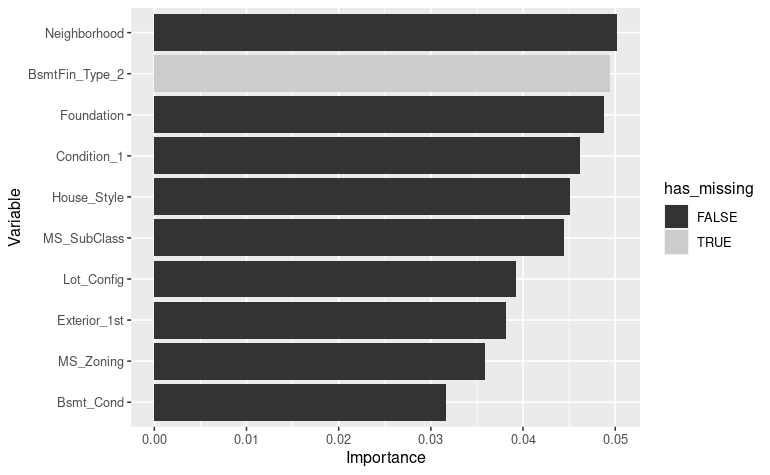 Neighborhood
BsmtFin_Type_2
Foundation
Condition_1
House_Style
MS_SubClass
Lot_Config
Exterior_1st
MS_Zoning
Bsmt_Cond
Variable
0.00 0.01 0.02 0.03 0.04 0.05
Importance
has_missing
FALSE
TRUE